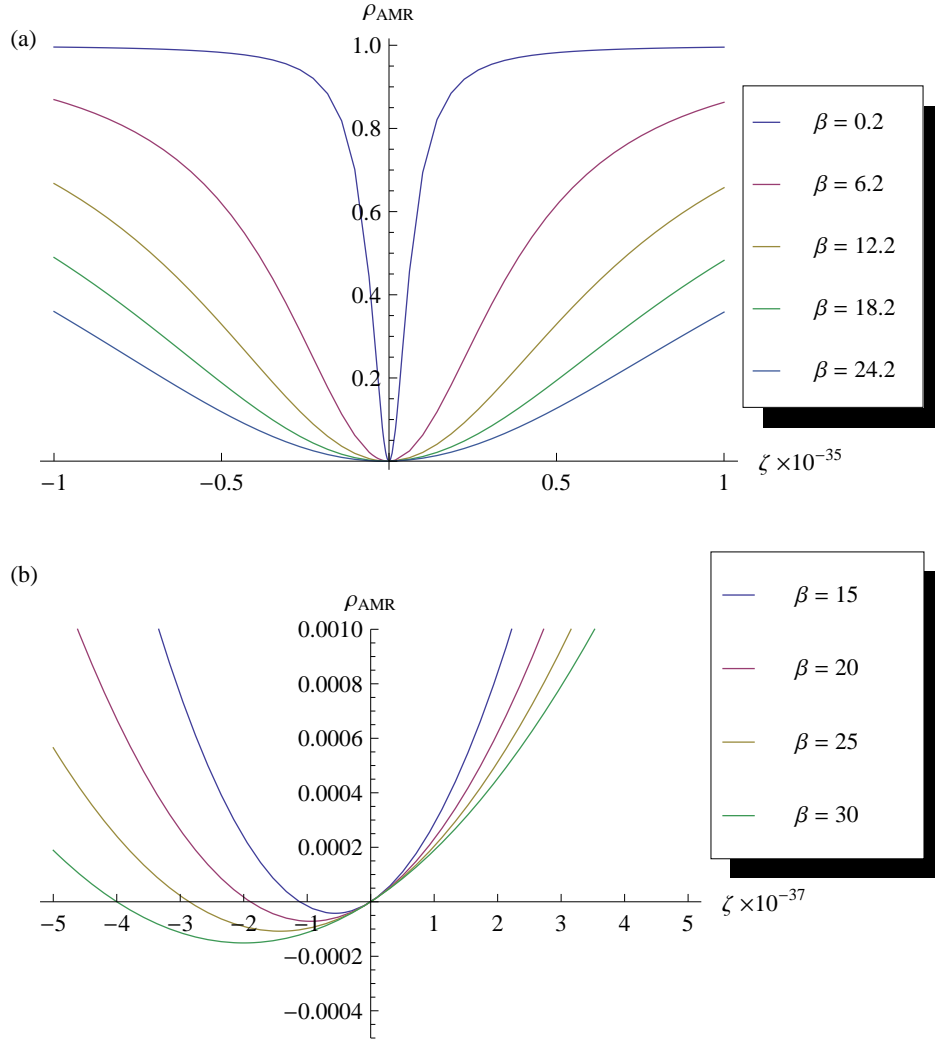 (a)
ρAMR
1.0
0.8
0.6
0.4
0.2
−1
−0.5
0.5
1
ζ ×10−35
β = 0.2
β = 6.2
β = 12.2
β = 18.2
β = 24.2
(b)
ρAMR
0.0010
0.0008
0.0006
0.0004
0.0002
−0.0002
−0.0004
−5 −4 −3 −2 −1 1 2 3 4 5
ζ ×10−37
β = 15
β = 20
β = 25
β = 30